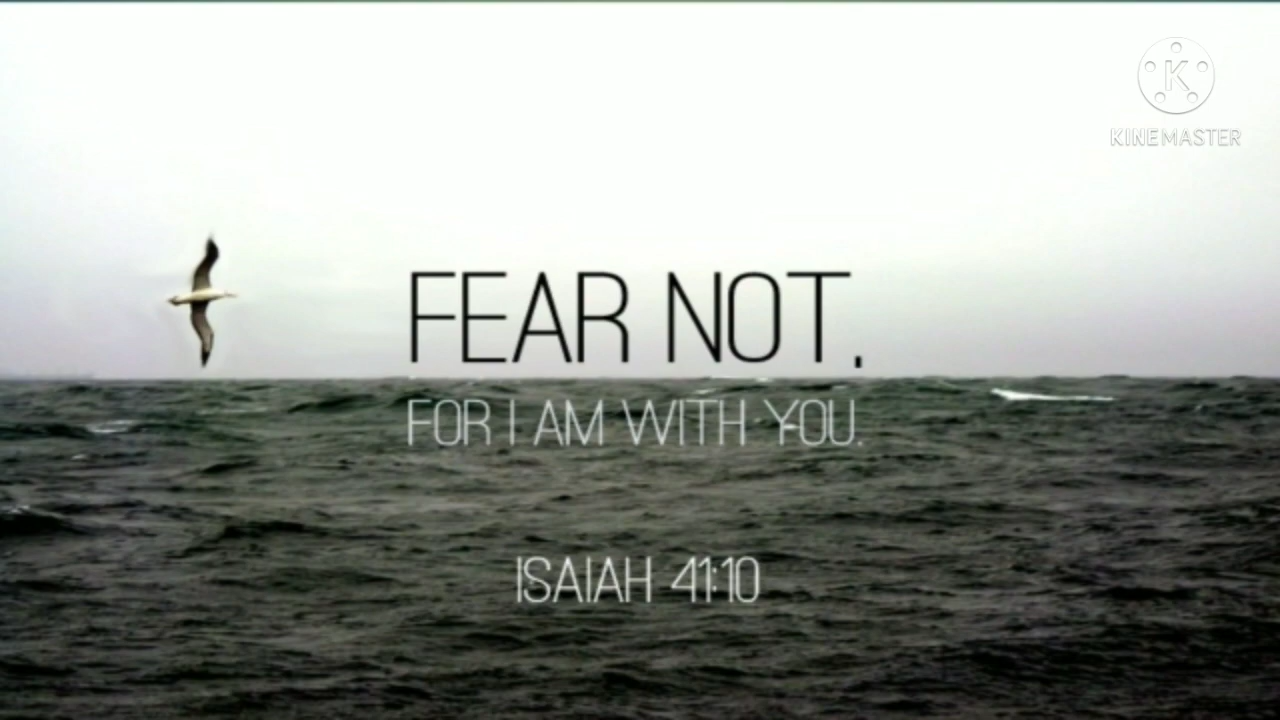 K
KINEMASTER
FEAR NOT.
FOR I AM WITH YOU.
ISAIAH 41:10